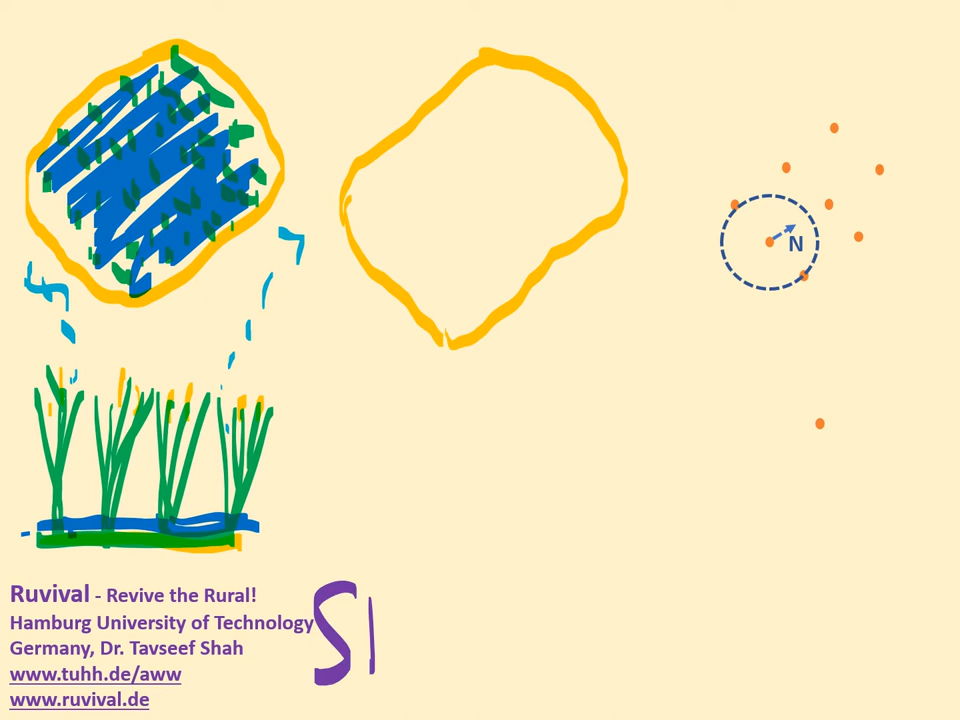 N
Ruvival - Revive the Rural!
Hamburg University of Technology
Germany, Dr. Tavseef Shah
www.tuhh.de/aww
www.ruvival.de